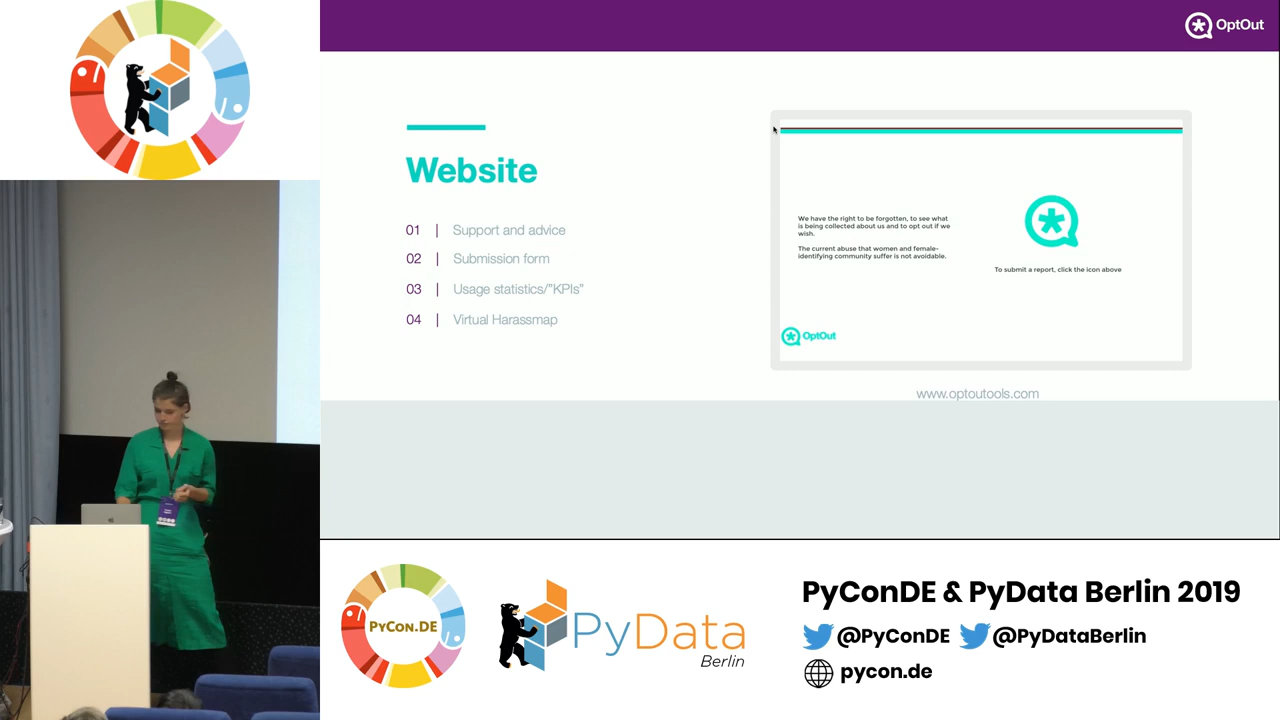 OptOut
Website
01 | Support and advice
02 | Submission form
03 | Usage statistics/"KPIs"
04 | Virtual Harassmap
We have the right to be forgotten, to see what
is being collected about us and to opt out if we
wish.
The current abuse that women and female-
identifying community suffer is not avoidable.
To submit a report, click the icon above
OptOut
www.optoutools.com
PYCON.DE
PyData
Berlin
PyConDE & PyData Berlin 2019
@PyConDE @PyDataBerlin
pycon.de